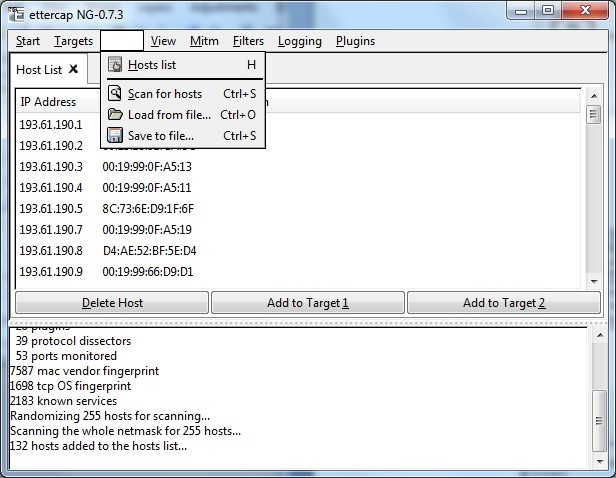 ettercap NG-0.7.3
Start Targets View Mitm Filters Logging Plugins
Host List
Hosts list H
Scan for hosts Ctrl+S
Load from file... Ctrl+O
Save to file... Ctrl+S
IP Address
193.61.190.1
193.61.190.2
193.61.190.3 00:19:99:0F:A5:13
193.61.190.4 00:19:99:0F:A5:11
193.61.190.5 8C:73:6E:D9:1F:6F
193.61.190.7 00:19:99:0F:A5:19
193.61.190.8 D4:AE:52:BF:5E:D4
193.61.190.9 00:19:99:66:D9:D1
Delete Host Add to Target 1 Add to Target 2
plugins
39 protocol dissectors
53 ports monitored
7587 mac vendor fingerprint
1698 tcp OS fingerprint
2183 known services
Randomizing 255 hosts for scanning...
Scanning the whole netmask for 255 hosts...
132 hosts added to the hosts list...